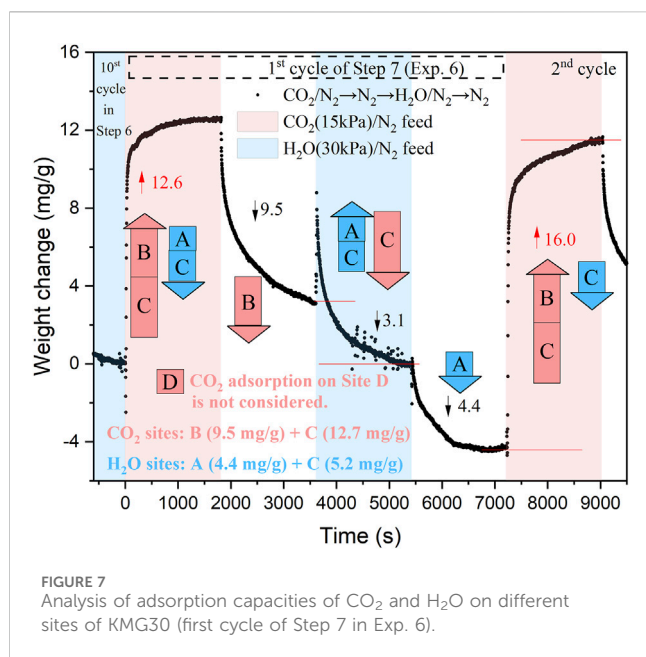 10st
cycle
in
Step 6
1st cycle of Step 7 (Exp. 6)
2nd cycle
CO2/N2→N2→H2O/N2→N2
CO2(15kPa)/N2 feed
H2O(30kPa)/N2 feed
↑ 12.6
↓ 9.5
↓ 3.1
↓ 4.4
↑ 16.0
B
C
A
C
B
A
C
C
A
B
C
C
D
CO2 adsorption on Site D
is not considered.
CO2 sites: B (9.5 mg/g) + C (12.7 mg/g)
H2O sites: A (4.4 mg/g) + C (5.2 mg/g)
Weight change (mg/g)
16
12
8
4
0
-4
0 1000 2000 3000 4000 5000 6000 7000 8000 9000
Time (s)
FIGURE 7
Analysis of adsorption capacities of CO2 and H2O on different
sites of KMG30 (first cycle of Step 7 in Exp. 6).